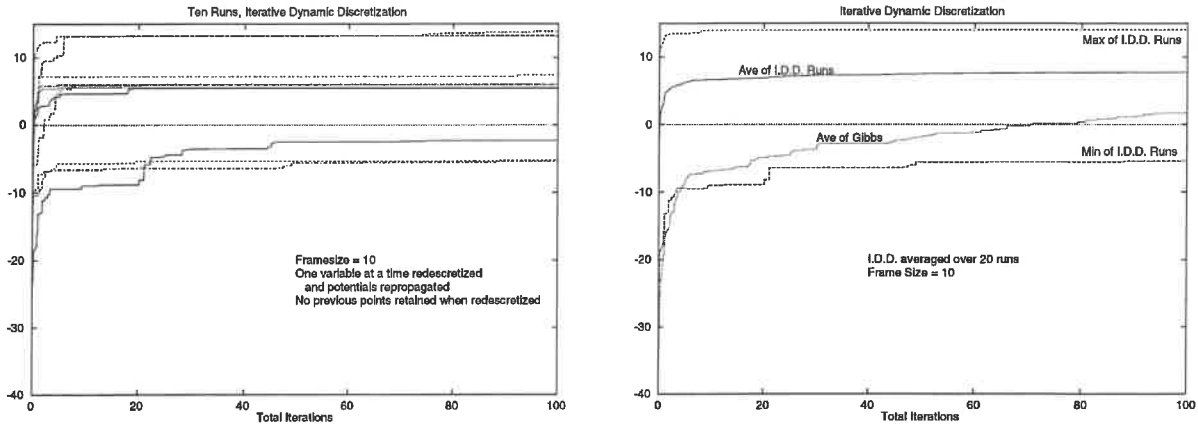 Ten Runs, Iterative Dynamic Discretization
10
0
-10
-20
-30
-40
Framesize = 10
One variable at a time redescretized
and potentials repropagated
No previous points retained when redescretized
0 20 40 60 80 100
Total Iterations
Iterative Dynamic Discretization
10
0
-10
-20
-30
-40
Max of I.D.D. Runs
Ave of I.D.D. Runs
Ave of Gibbs
Min of I.D.D. Runs
I.D.D. averaged over 20 runs
Frame Size = 10
0 20 40 60 80 100
Total Iterations